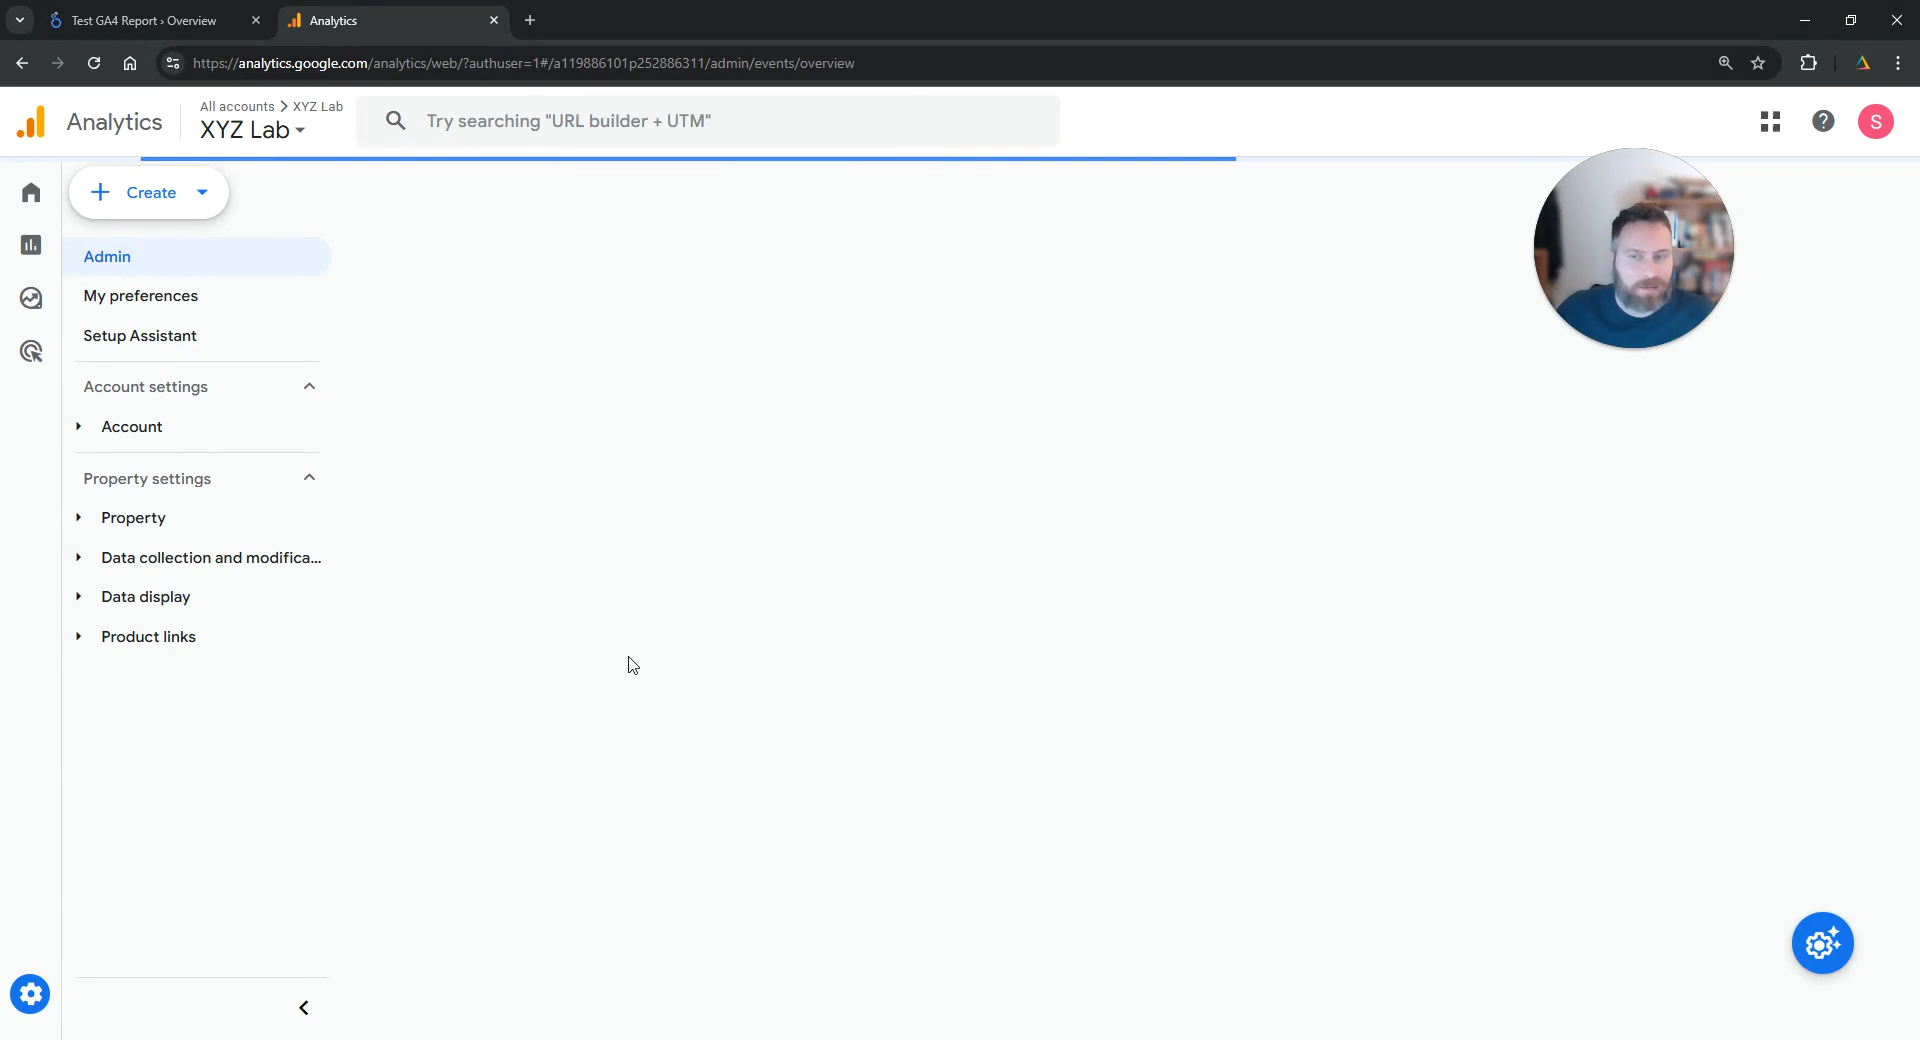 Test GA4 Report › Overview
Analytics
https://analytics.google.com/analytics/web/?authuser=1#/a119886101p252886311/admin/events/overview
Analytics
All accounts > XYZ Lab
XYZ Lab
Try searching "URL builder + UTM"
S
Create
Admin
My preferences
Setup Assistant
Account settings
Account
Property settings
Property
Data collection and modifica...
Data display
Product links